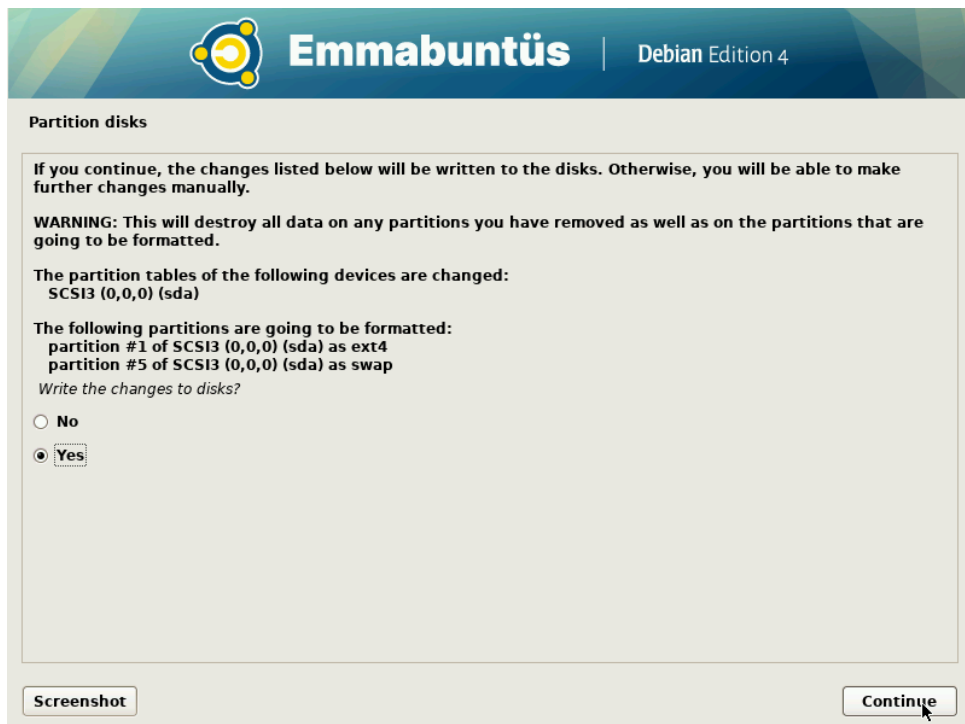 Emmabuntüs
Debian Edition 4
Partition disks
If you continue, the changes listed below will be written to the disks. Otherwise, you will be able to make
further changes manually.
WARNING: This will destroy all data on any partitions you have removed as well as on the partitions that are
going to be formatted.
The partition tables of the following devices are changed:
SCSI3 (0,0,0) (sda)
The following partitions are going to be formatted:
partition #1 of SCSI3 (0,0,0) (sda) as ext4
partition #5 of SCSI3 (0,0,0) (sda) as swap
Write the changes to disks?
No
Yes
Screenshot
Continue